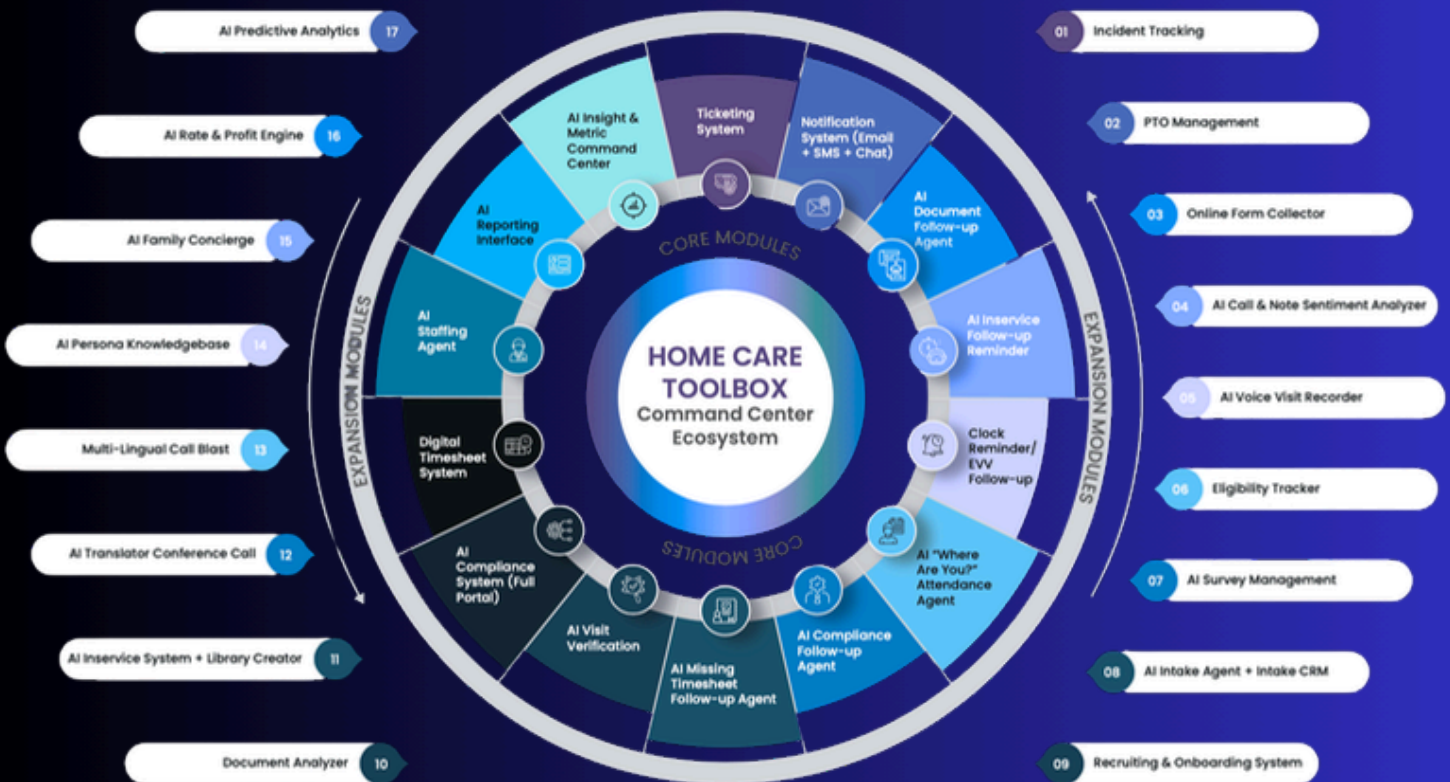 AI Predictive Analytics 17
01 Incident Tracking
AI Rate & Profit Engine 16
02 PTO Management
AI Family Concierge 15
03 Online Form Collector
AI Persona Knowledgebase 14
04 AI Call & Note Sentiment Analyzer
05 AI Voice Visit Recorder
Multi-Lingual Call Blast 13
06 Eligibility Tracker
AI Translator Conference Call 12
07 AI Survey Management
AI Inservice System + Library Creator 11
08 AI Intake Agent + Intake CRM
Document Analyzer 10
09 Recruiting & Onboarding System
EXPANSION MODULES
EXPANSION MODULES
Ticketing
System
Notification
System (Email
+ SMS + Chat)
AI
Document
Follow-up
Agent
AI Inservice
Follow-up
Reminder
Clock
Reminder/
EVV
Follow-up
AI "Where
Are You?"
Attendance
Agent
AI Compliance
Follow-up
Agent
AI Missing
Timesheet
Follow-up Agent
AI Visit
Verification
AI
Compliance
System (Full
Portal)
Digital
Timesheet
System
AI
Staffing
Agent
AI
Reporting
Interface
AI Insight &
Metric
Command
Center
CORE MODULES
HOME CARE
TOOLBOX
Command Center
Ecosystem
CORE MODULES